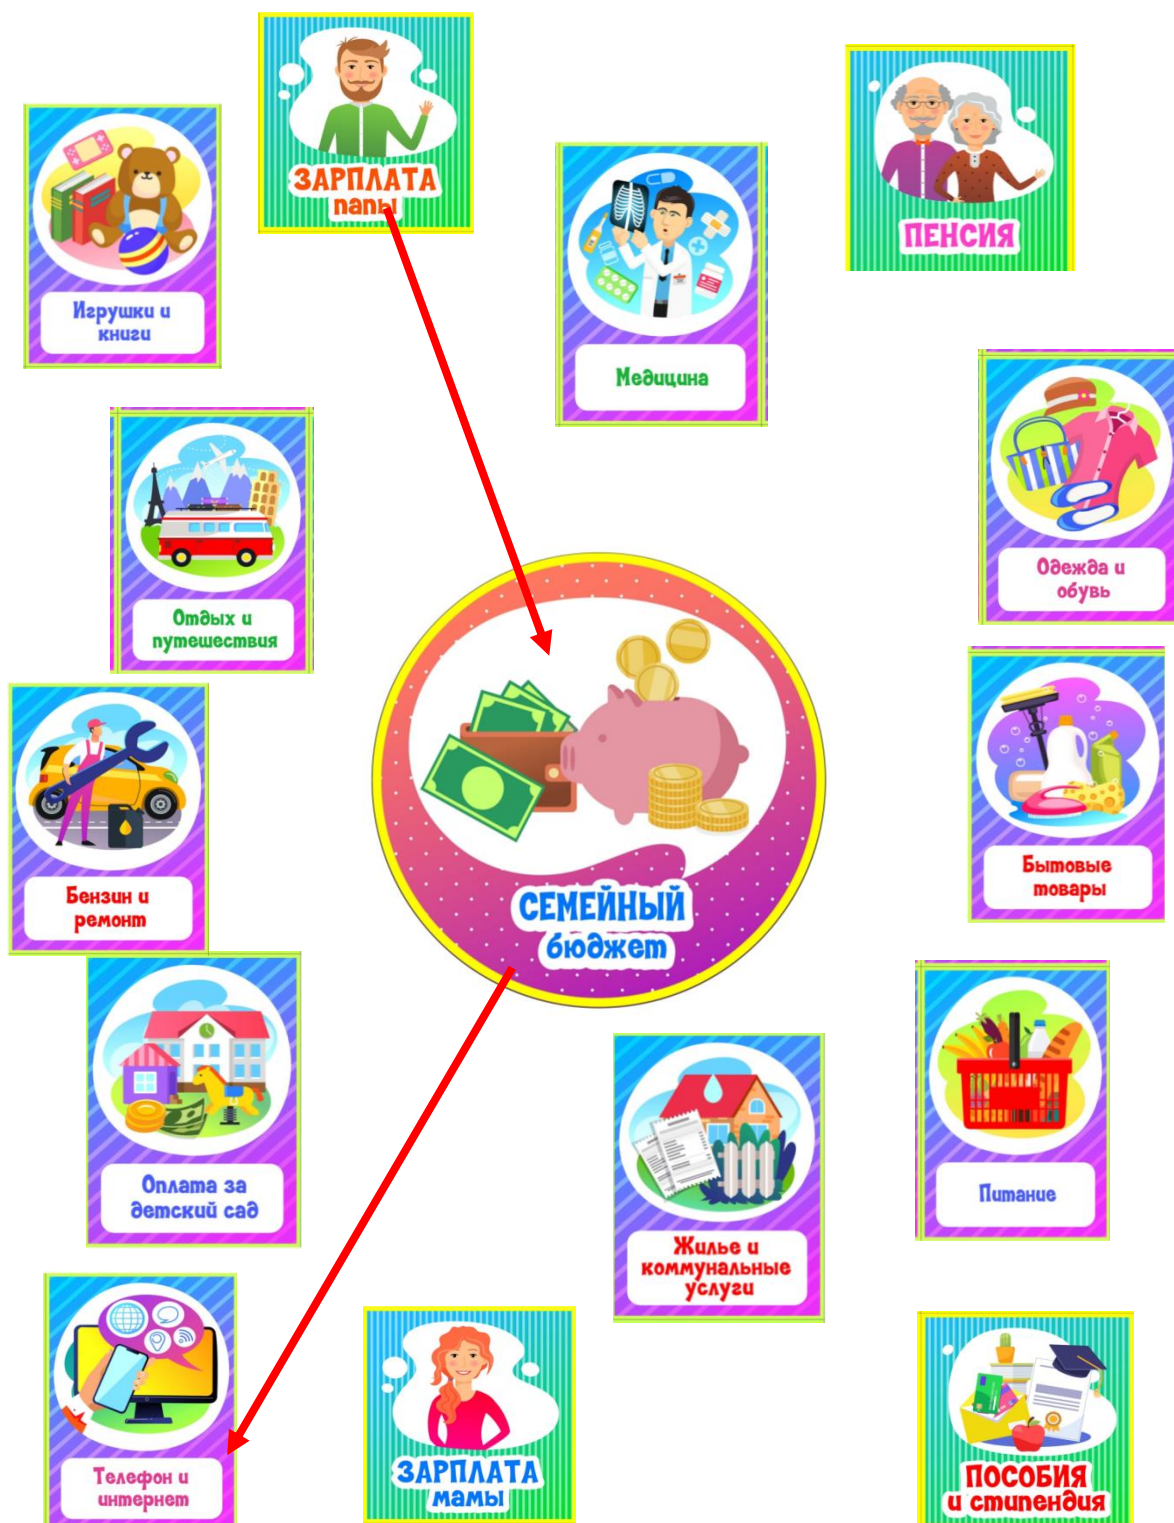 ЗАРПЛАТА
папы
ПЕНСИЯ
Игрушки и
книги
Медицина
Отдых и
путешествия
Одежда и
обувь
Бензин и
ремонт
СЕМЕЙНЫЙ
бюджет
Бытовые
товары
Оплата за
детский сад
Жилье и
коммунальные
услуги
Питание
Телефон и
интернет
ЗАРПЛАТА
мамы
ПОСОБИЯ
и стипендия